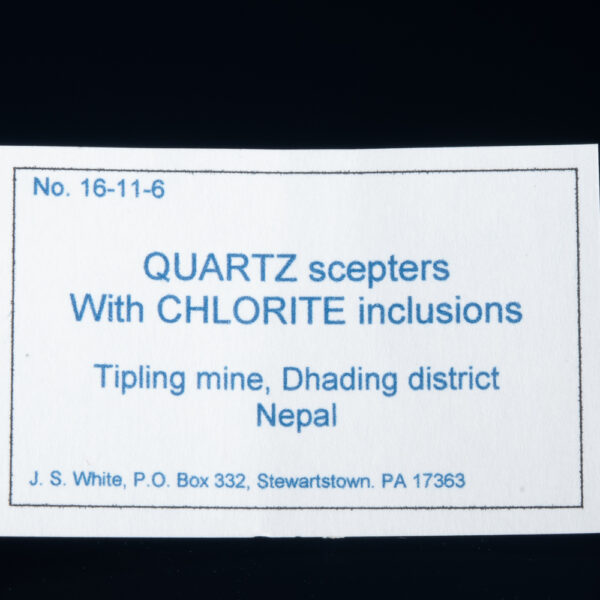 No. 16-11-6
QUARTZ scepters
With CHLORITE inclusions
Tipling mine, Dhading district
Nepal
J. S. White, P.O. Box 332, Stewartstown. PA 17363